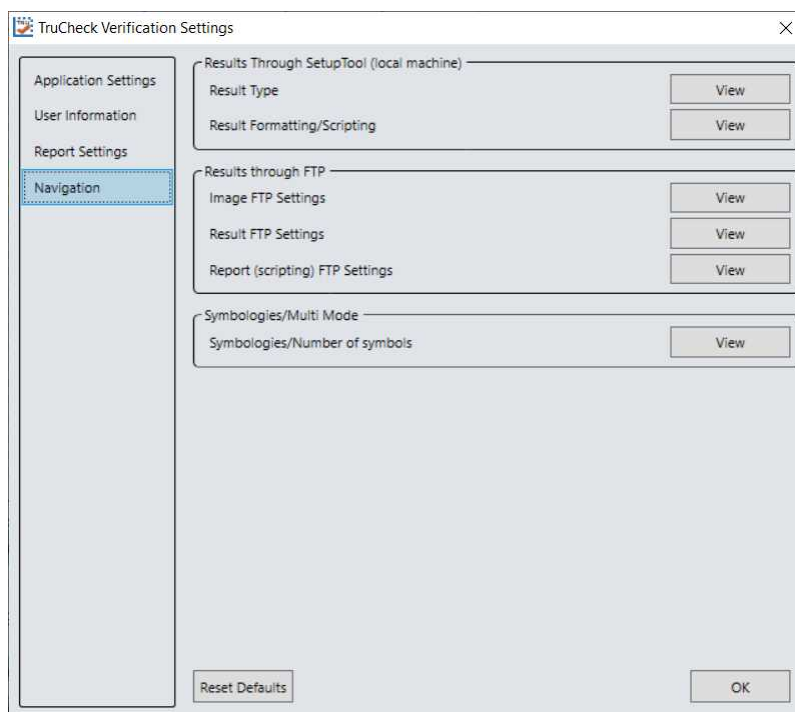 TruCheck Verification Settings
Application Settings
User Information
Report Settings
Navigation
Results Through SetupTool (local machine)
Result Type View
Result Formatting/Scripting View
Results through FTP
Image FTP Settings View
Result FTP Settings View
Report (scripting) FTP Settings View
Symbologies/Multi Mode
Symbologies/Number of symbols View
Reset Defaults OK